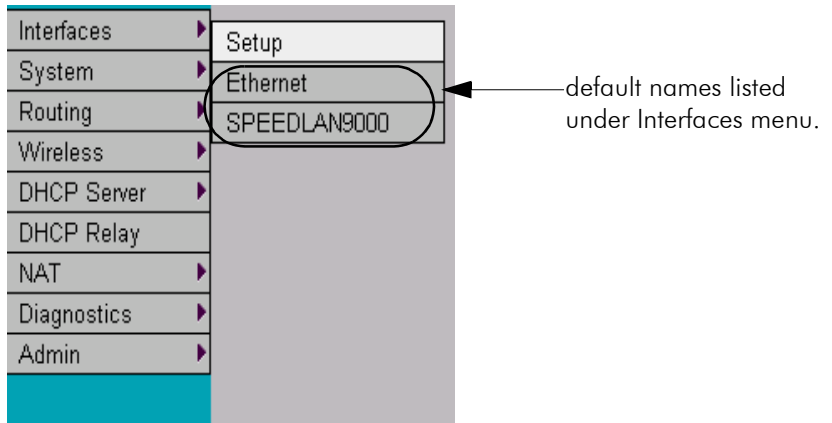 Interfaces
System
Routing
Wireless
DHCP Server
DHCP Relay
NAT
Diagnostics
Admin
Setup
Ethernet
SPEEDLAN9000
default names listed
under Interfaces menu.